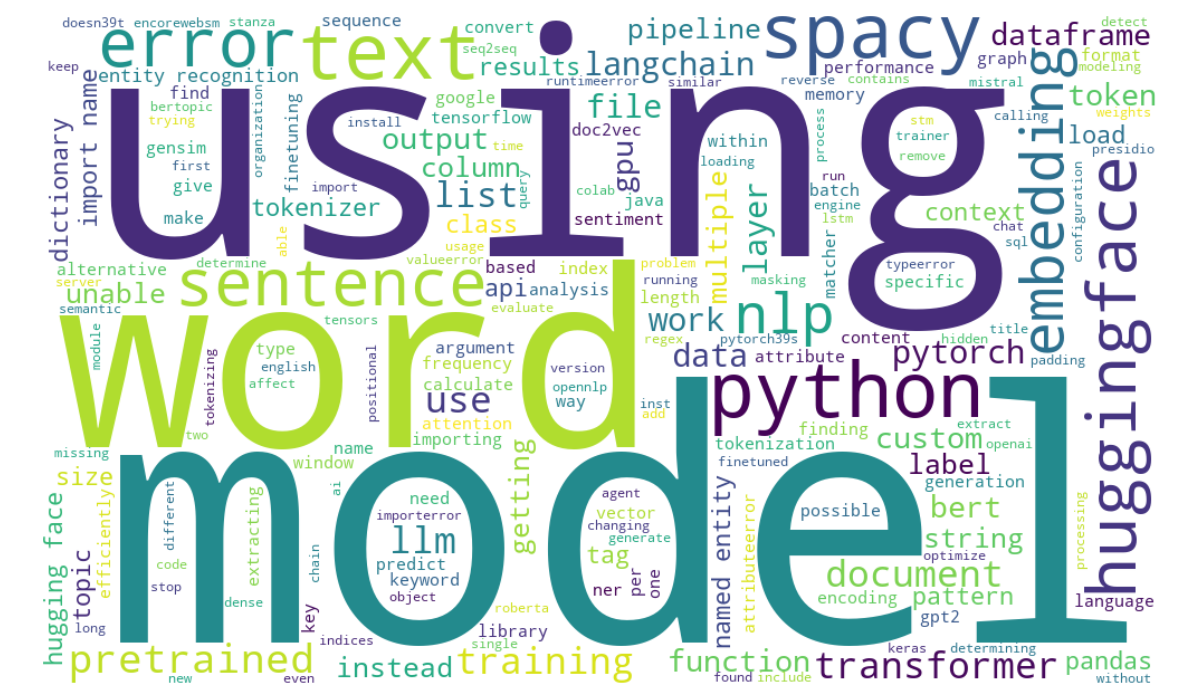 doesn39t
encorewebsm
stanza
sequence
convert
pipeline
spacy
dataframe
detect
error
text
using
seq2seq
results
langchain
performance
graph
format
modeling
keep
entity recognition
runtimeerror
similar
reverse
contains
mistral
find
bertopic
trying
import name
google
tensorflow
file
memory
token
calling
weights
dictionary
gensim
first
organization
finetuning
install
output
time
doc2vec
gpu
within
loading
process
stm
trainer
remove
embedding
load
presidio
give
import
column
list
query
colab
java
run
batch
engine
lstm
make
tokenizer
class
sentiment
multiple
layer
matcher
context
chat
sql
configuration
huggingface
able
usage
alternative
server
determine
valueerror
based
index
problem
running
masking
typeerror
specific
unable
semantic
sentence
api
analysis
length
evaluate
nlp
word
tensors
work
regex
pytorch39s
content
hidden
title
padding
module
tokenizing
type
english
affect
positional
argument
frequency
calculate
version
opennlp
way
data
attribute
pytorch
use
attention
importing
inst
add
python
two
missing
name
window
finding
tokenization
finetuned
custom
extract
openai
label
generation
size
efficiently
different
extracting
ai
need
importerror
getting
agent
vector
changing
generate
named entity
possible
bert
string
hugging face
topic
code
stop
chain
llm
predict
keyword
object
tag
attributeerror
optimize
processing
model
document
long
dense
key
roberta
ner
per
one
encoding
pattern
gpt2
language
indices
library
single
keras
determining
pretrained
new
even
instead
training
function
found
include
transformer
pandas
without